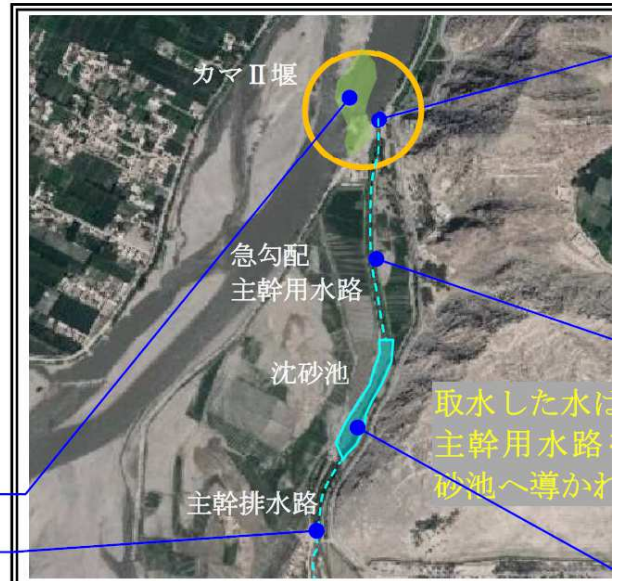 カマⅡ堰
急勾配
主幹用水路
沈砂池
取水した水は
主幹用水路
砂池へ導かれ
主幹排水路